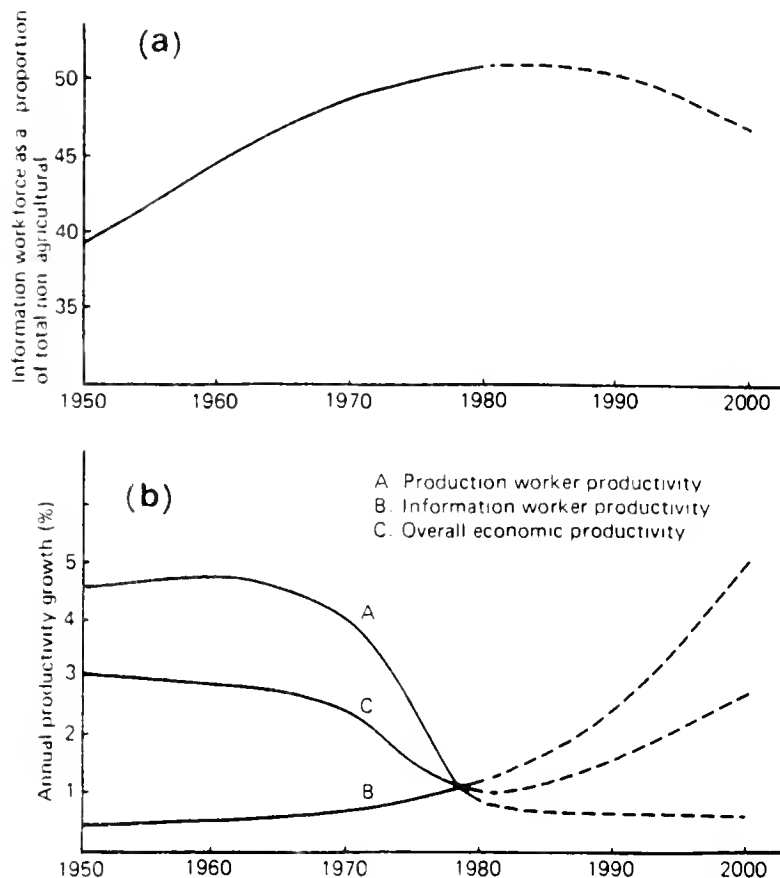 (a)
Information workforce as a proportion
of total non agricultural
50
45
40
35
1950 1960 1970 1980 1990 2000
(b)
A Production worker productivity
B. Information worker productivity
C. Overall economic productivity
Annual productivity growth (%)
5
4
3
2
1
A
C
B
1950 1960 1970 1980 1990 2000